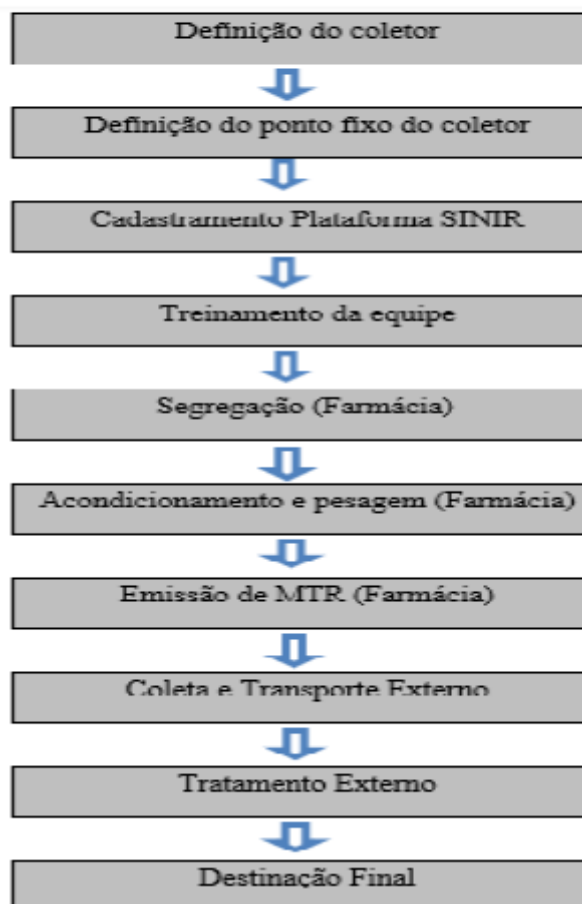 Definição do coletor
Definição do ponto fixo do coletor
Cadastramento Plataforma SINIR
Treinamento da equipe
Segregação (Farmácia)
Acondicionamento e pesagem (Farmácia)
Emissão de MTR (Farmácia)
Coleta e Transporte Externo
Tratamento Externo
Destinação Final